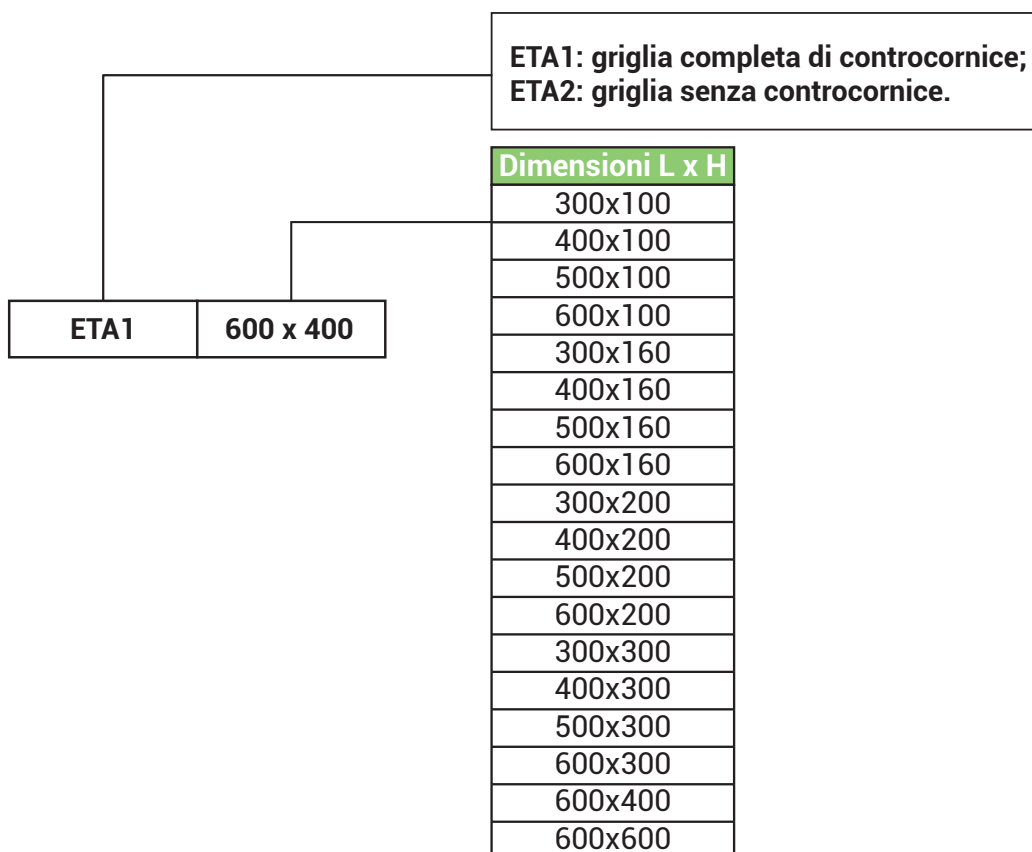 ETA1: griglia completa di controcornice;
ETA2: griglia senza controcornice.
Dimensioni L x H
300x100
400x100
500x100
600x100
300x160
400x160
500x160
600x160
300x200
400x200
500x200
600x200
300x300
400x300
500x300
600x300
600x400
600x600
ETA1
600 x 400